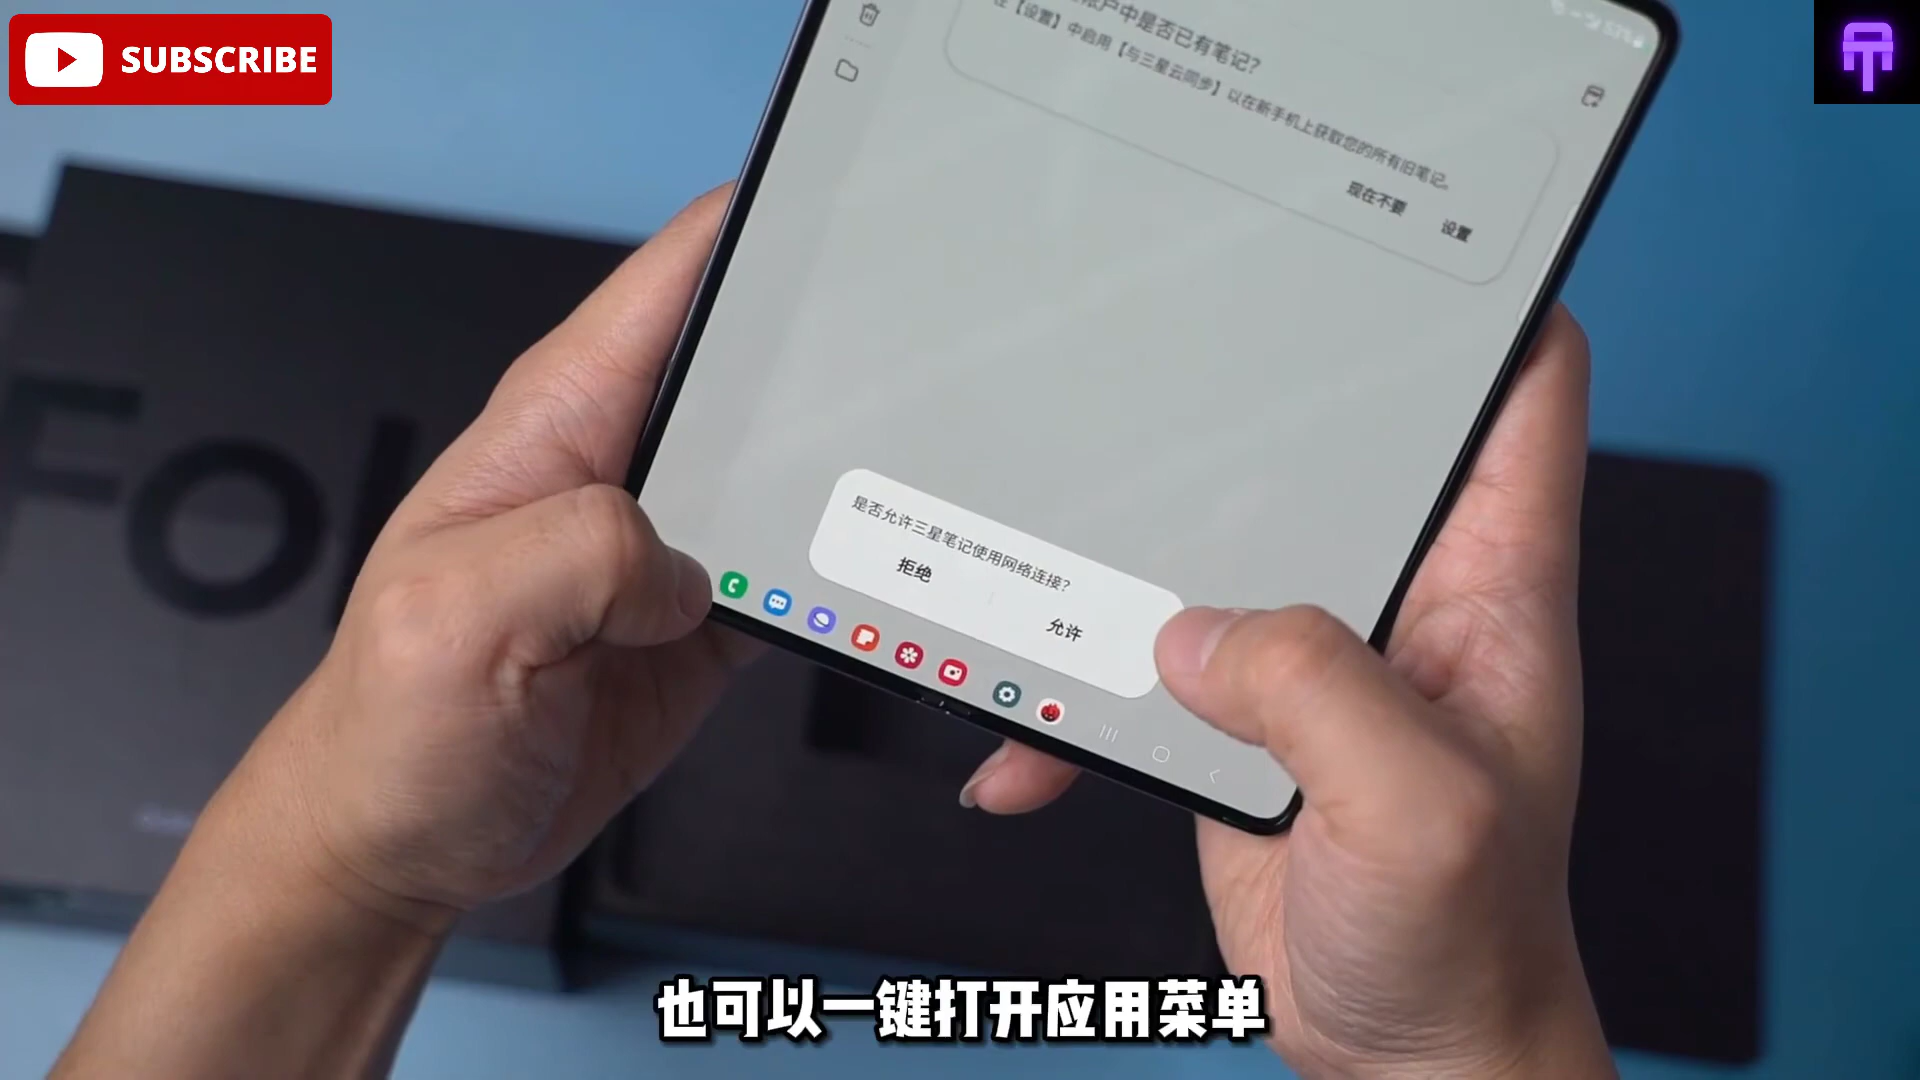 SUBSCRIBE
账户中是否已有笔记?
在【设置】中启用【与三星云同步】以在新手机上获取您的所有旧笔记。
现在不要
设置
是否允许三星笔记使用网络连接?
拒绝
允许
Fol
也可以一键打开应用菜单